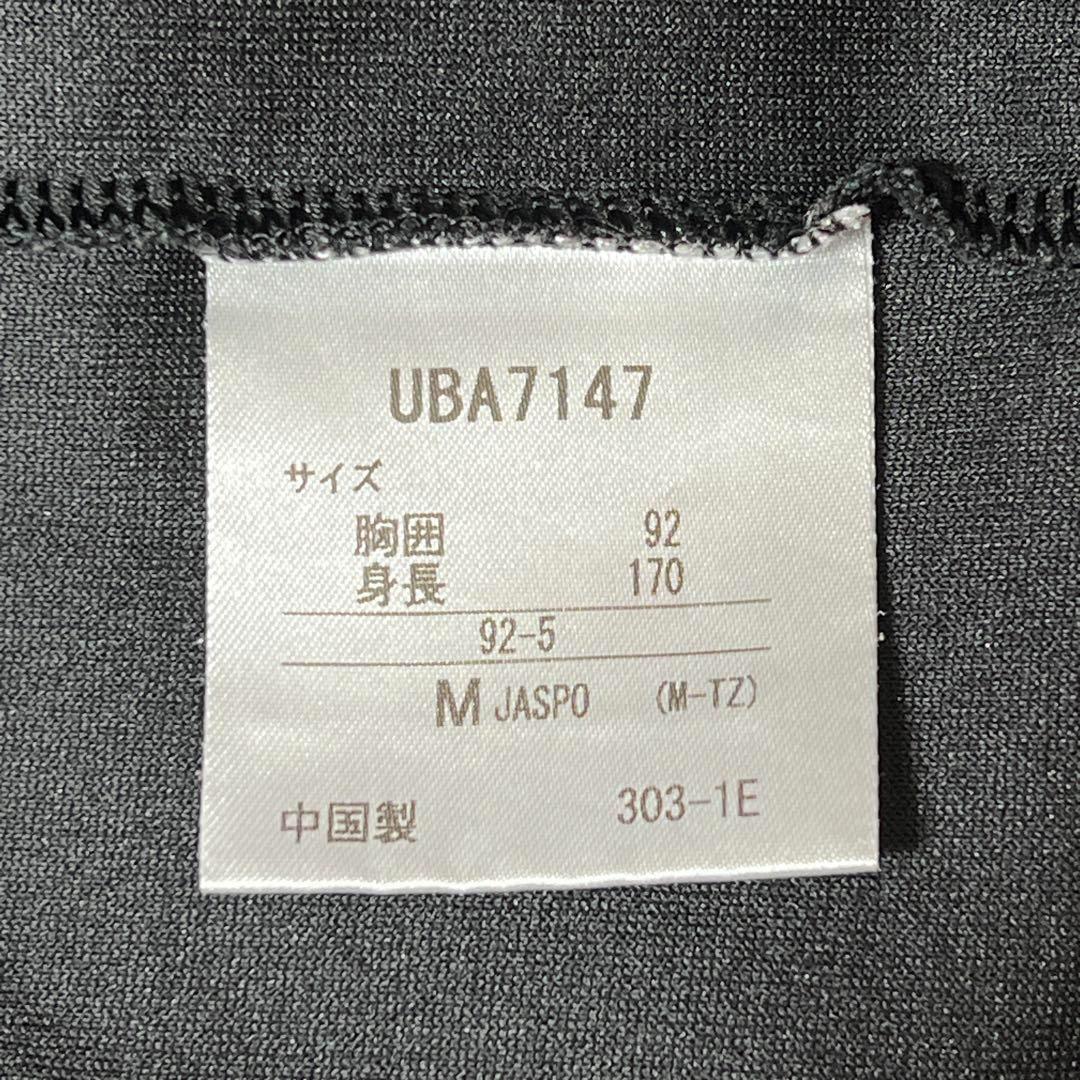 UBA7147
サイズ
胸囲 92
身長 170
92-5
M JASPO (M-TZ)
中国製 303-1E